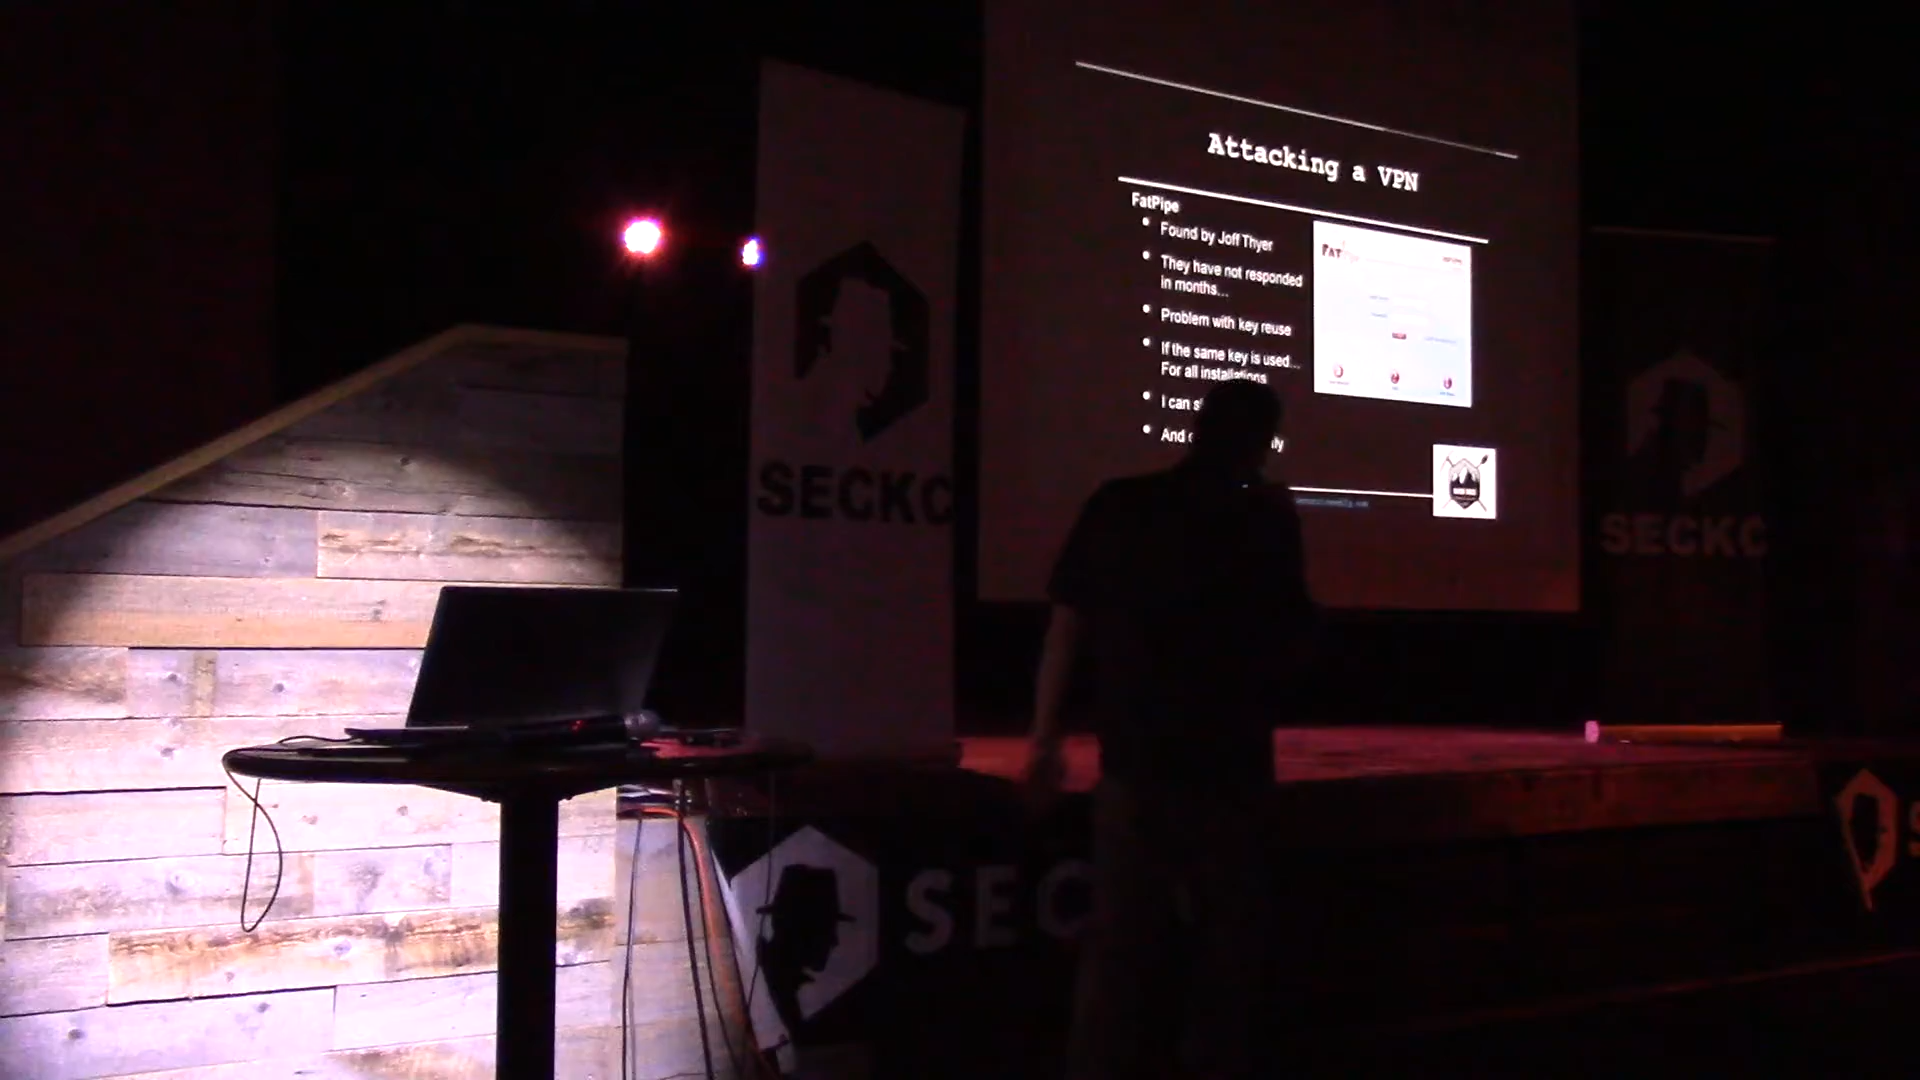 Attacking a VPN
FatPipe
Found by Joff Thyer
They have not responded
in months...
Problem with key reuse
If the same key is used...
For all installations
I can
And
SECKC
SECKC
SEC
S
FAT